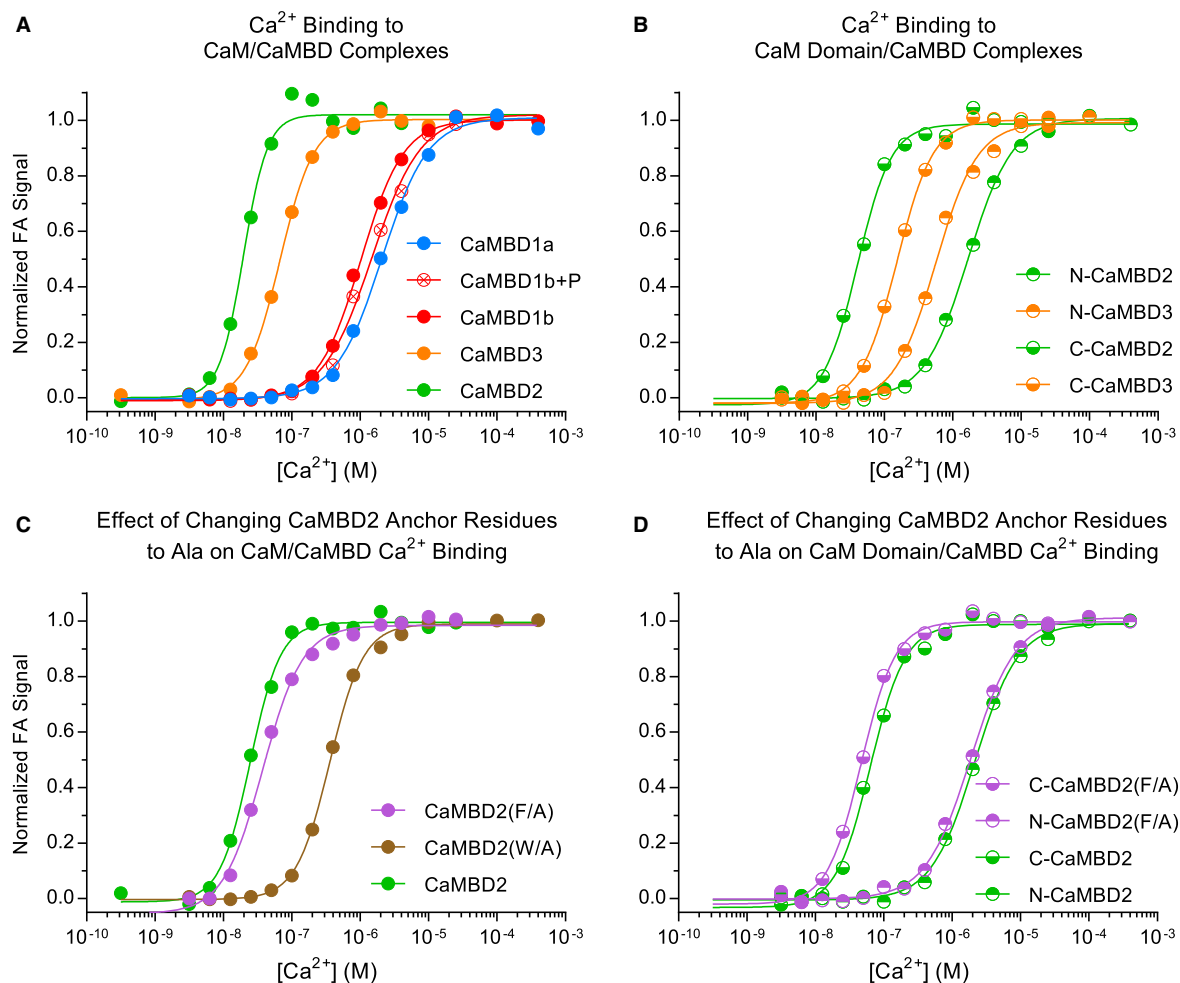 A
Ca2+ Binding to
CaM/CaMBD Complexes
Normalized FA Signal
1.0
0.8
0.6
0.4
0.2
0.0
CaMBD1a
CaMBD1b+P
CaMBD1b
CaMBD3
CaMBD2
10-10 10-9 10-8 10-7 10-6 10-5 10-4 10-3
[Ca2+] (M)
B
Ca2+ Binding to
CaM Domain/CaMBD Complexes
1.0
0.8
0.6
0.4
0.2
0.0
N-CaMBD2
N-CaMBD3
C-CaMBD2
C-CaMBD3
10-10 10-9 10-8 10-7 10-6 10-5 10-4 10-3
[Ca2+] (M)
C
Effect of Changing CaMBD2 Anchor Residues
to Ala on CaM/CaMBD Ca2+ Binding
Normalized FA Signal
1.0
0.8
0.6
0.4
0.2
0.0
CaMBD2(F/A)
CaMBD2(W/A)
CaMBD2
10-10 10-9 10-8 10-7 10-6 10-5 10-4 10-3
[Ca2+] (M)
D
Effect of Changing CaMBD2 Anchor Residues
to Ala on CaM Domain/CaMBD Ca2+ Binding
1.0
0.8
0.6
0.4
0.2
0.0
C-CaMBD2(F/A)
N-CaMBD2(F/A)
C-CaMBD2
N-CaMBD2
10-10 10-9 10-8 10-7 10-6 10-5 10-4 10-3
[Ca2+] (M)